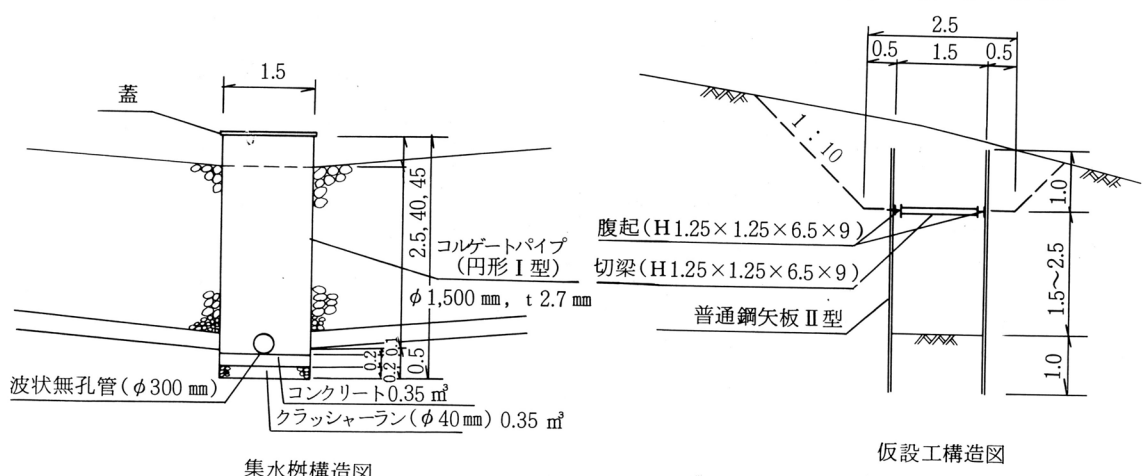 1.5
蓋
2.5, 40, 45
コルゲートパイプ
(円形Ⅰ型)
φ1,500 mm, t 2.7 mm
0.1
0.2
0.2
0.5
波状無孔管(φ300 mm)
コンクリート0.35 ㎥
クラッシャーラン(φ40 mm) 0.35 ㎥
集水桝構造図
2.5
0.5
1.5
0.5
1:10
1.0
腹起(H1.25×1.25×6.5×9)
切梁(H1.25×1.25×6.5×9)
普通鋼矢板Ⅱ型
1.5~2.5
1.0
仮設工構造図